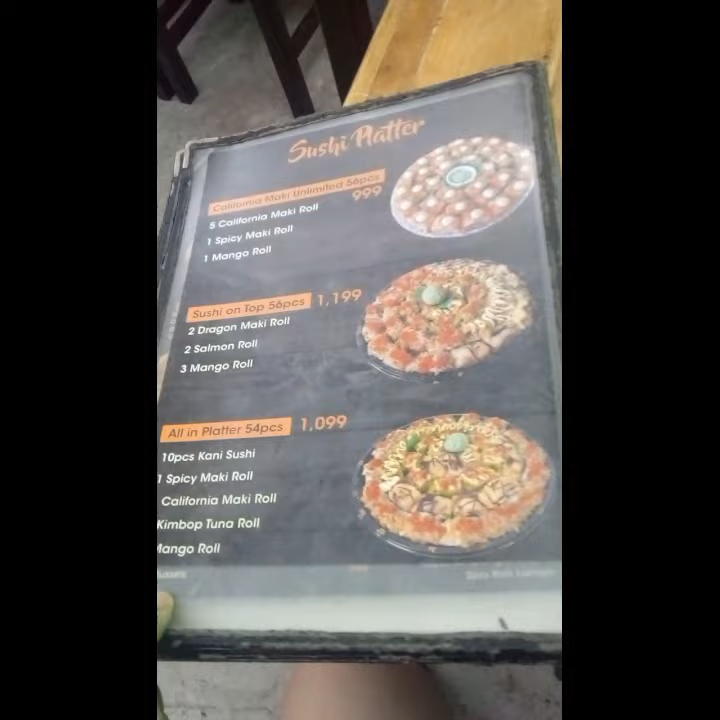 Sushi Platter
California Maki Unlimited 56pcs
999
5 California Maki Roll
1 Spicy Maki Roll
1 Mango Roll
Sushi on Top 56pcs 1,199
2 Dragon Maki Roll
2 Salmon Roll
3 Mango Roll
All in Platter 54pcs 1,099
10pcs Kani Sushi
1 Spicy Maki Roll
California Maki Roll
Kimbop Tuna Roll
Mango Roll